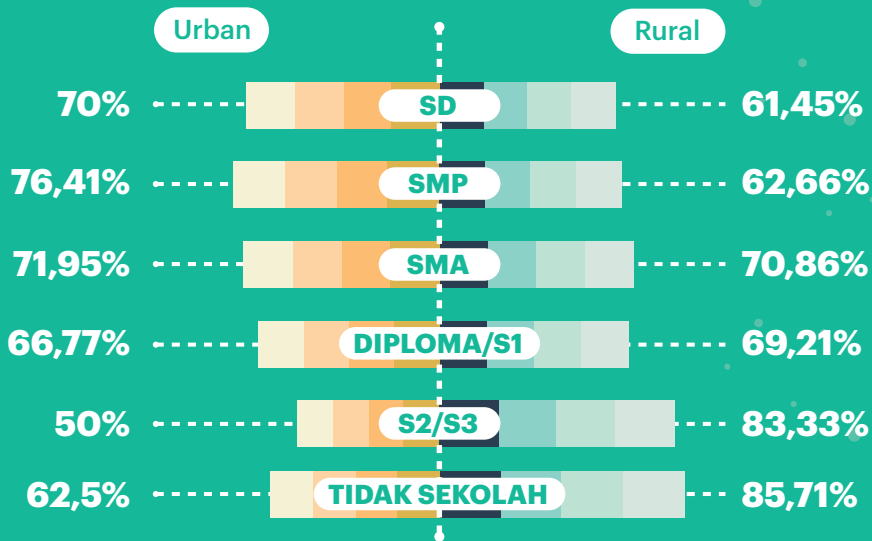 Urban Rural
70% SD 61,45%
76,41% SMP 62,66%
71,95% SMA 70,86%
66,77% DIPLOMA/S1 69,21%
50% S2/S3 83,33%
62,5% TIDAK SEKOLAH 85,71%